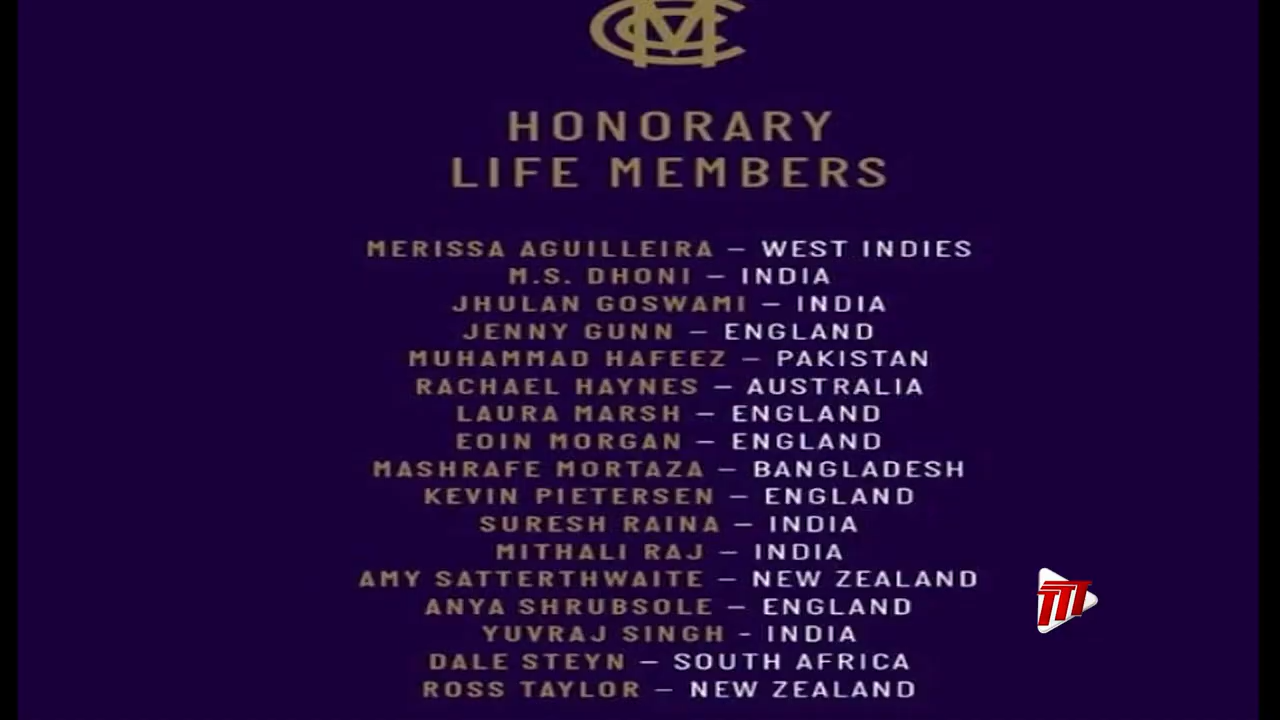 MCC
HONORARY
LIFE MEMBERS
MERISSA AGUILLEIRA – WEST INDIES
M.S. DHONI – INDIA
JHULAN GOSWAMI – INDIA
JENNY GUNN – ENGLAND
MUHAMMAD HAFEEZ – PAKISTAN
RACHAEL HAYNES – AUSTRALIA
LAURA MARSH – ENGLAND
EOIN MORGAN – ENGLAND
MASHRAFE MORTAZA – BANGLADESH
KEVIN PIETERSEN – ENGLAND
SURESH RAINA – INDIA
MITHALI RAJ – INDIA
AMY SATTERTHWAITE – NEW ZEALAND
ANYA SHRUBSOLE – ENGLAND
YUVRAJ SINGH - INDIA
DALE STEYN – SOUTH AFRICA
ROSS TAYLOR – NEW ZEALAND
TTT